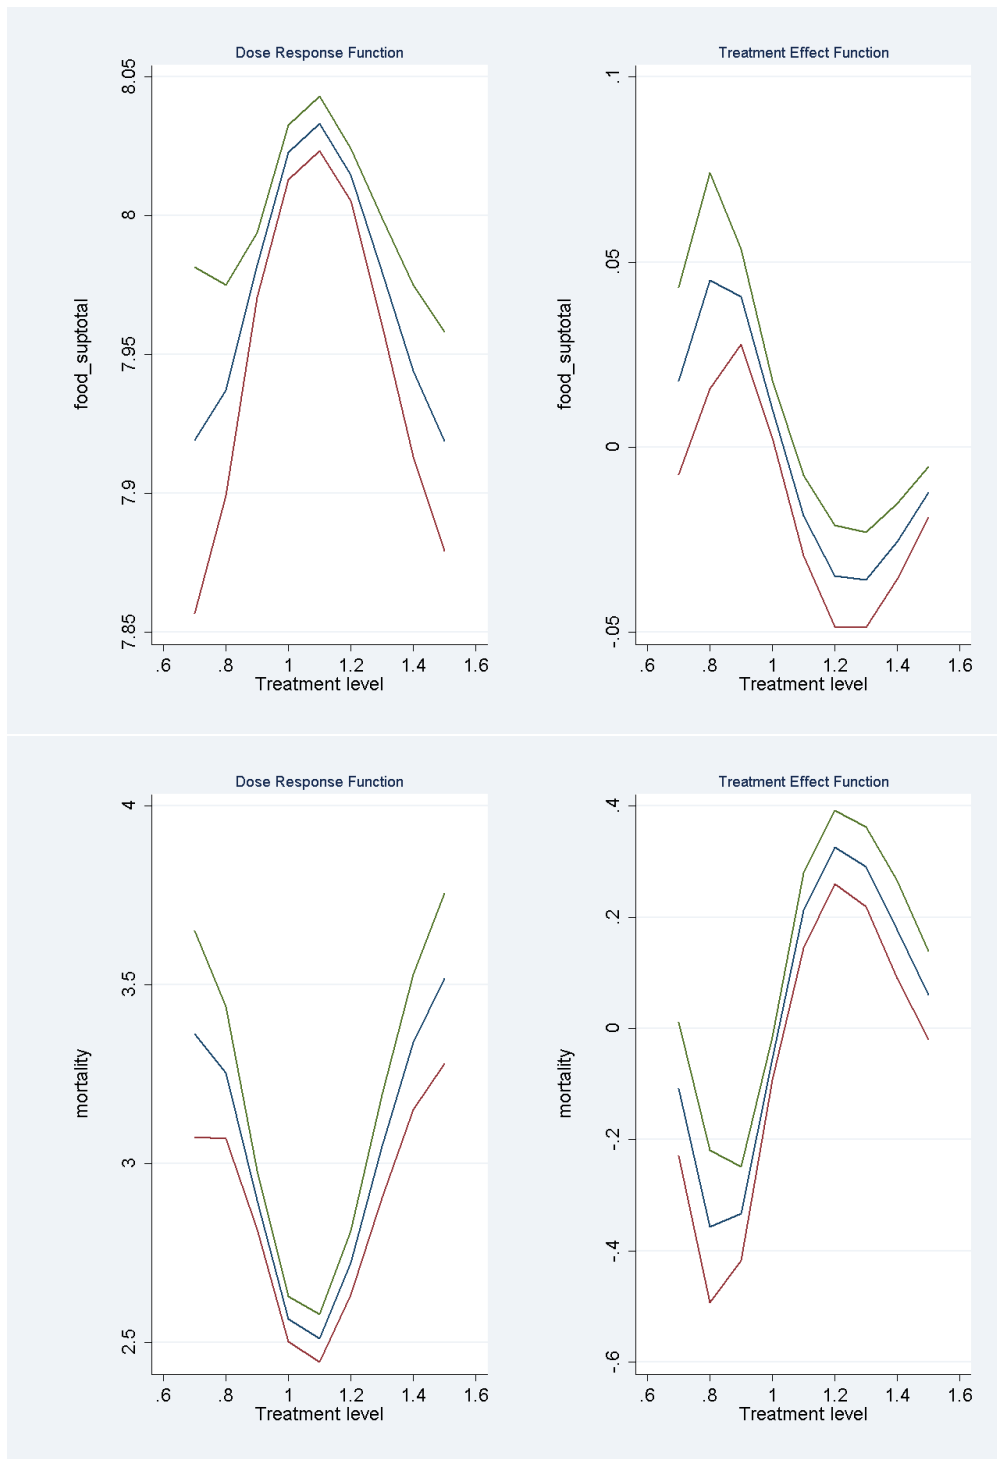 Dose Response Function
8.05
8
7.95
7.9
7.85
food_suptotal
.6 .8 1 1.2 1.4 1.6
Treatment level
Treatment Effect Function
.1
.05
0
-.05
food_suptotal
.6 .8 1 1.2 1.4 1.6
Treatment level
Dose Response Function
4
3.5
3
2.5
mortality
.6 .8 1 1.2 1.4 1.6
Treatment level
Treatment Effect Function
.4
.2
0
-.2
-.4
-.6
mortality
.6 .8 1 1.2 1.4 1.6
Treatment level